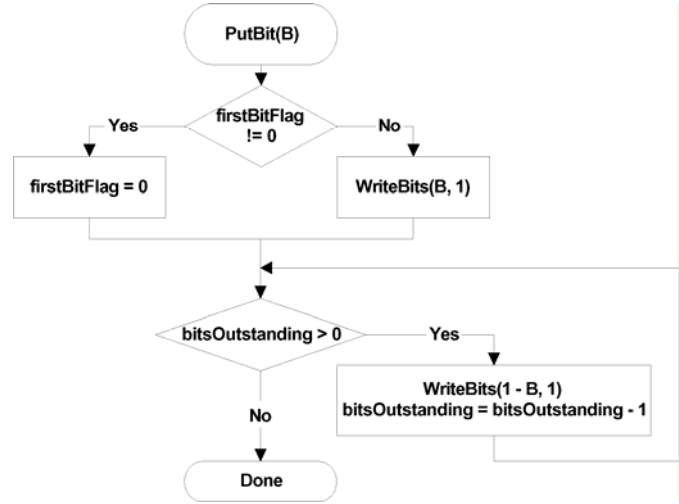 PutBit(B)
firstBitFlag
!= 0
Yes
No
firstBitFlag = 0
WriteBits(B, 1)
bitsOutstanding > 0
Yes
WriteBits(1 - B, 1)
bitsOutstanding = bitsOutstanding - 1
No
Done